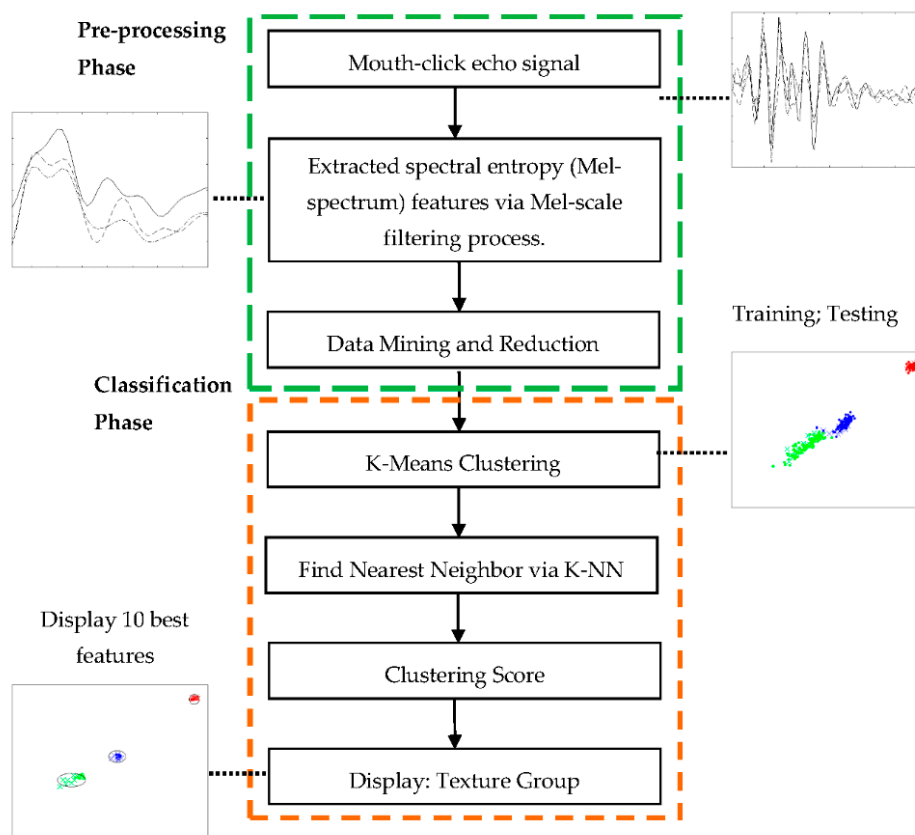 Pre-processing
Phase
Mouth-click echo signal
Extracted spectral entropy (Mel-
spectrum) features via Mel-scale
filtering process.
Data Mining and Reduction
Training; Testing
Classification
Phase
K-Means Clustering
Find Nearest Neighbor via K-NN
Display 10 best
features
Clustering Score
Display: Texture Group